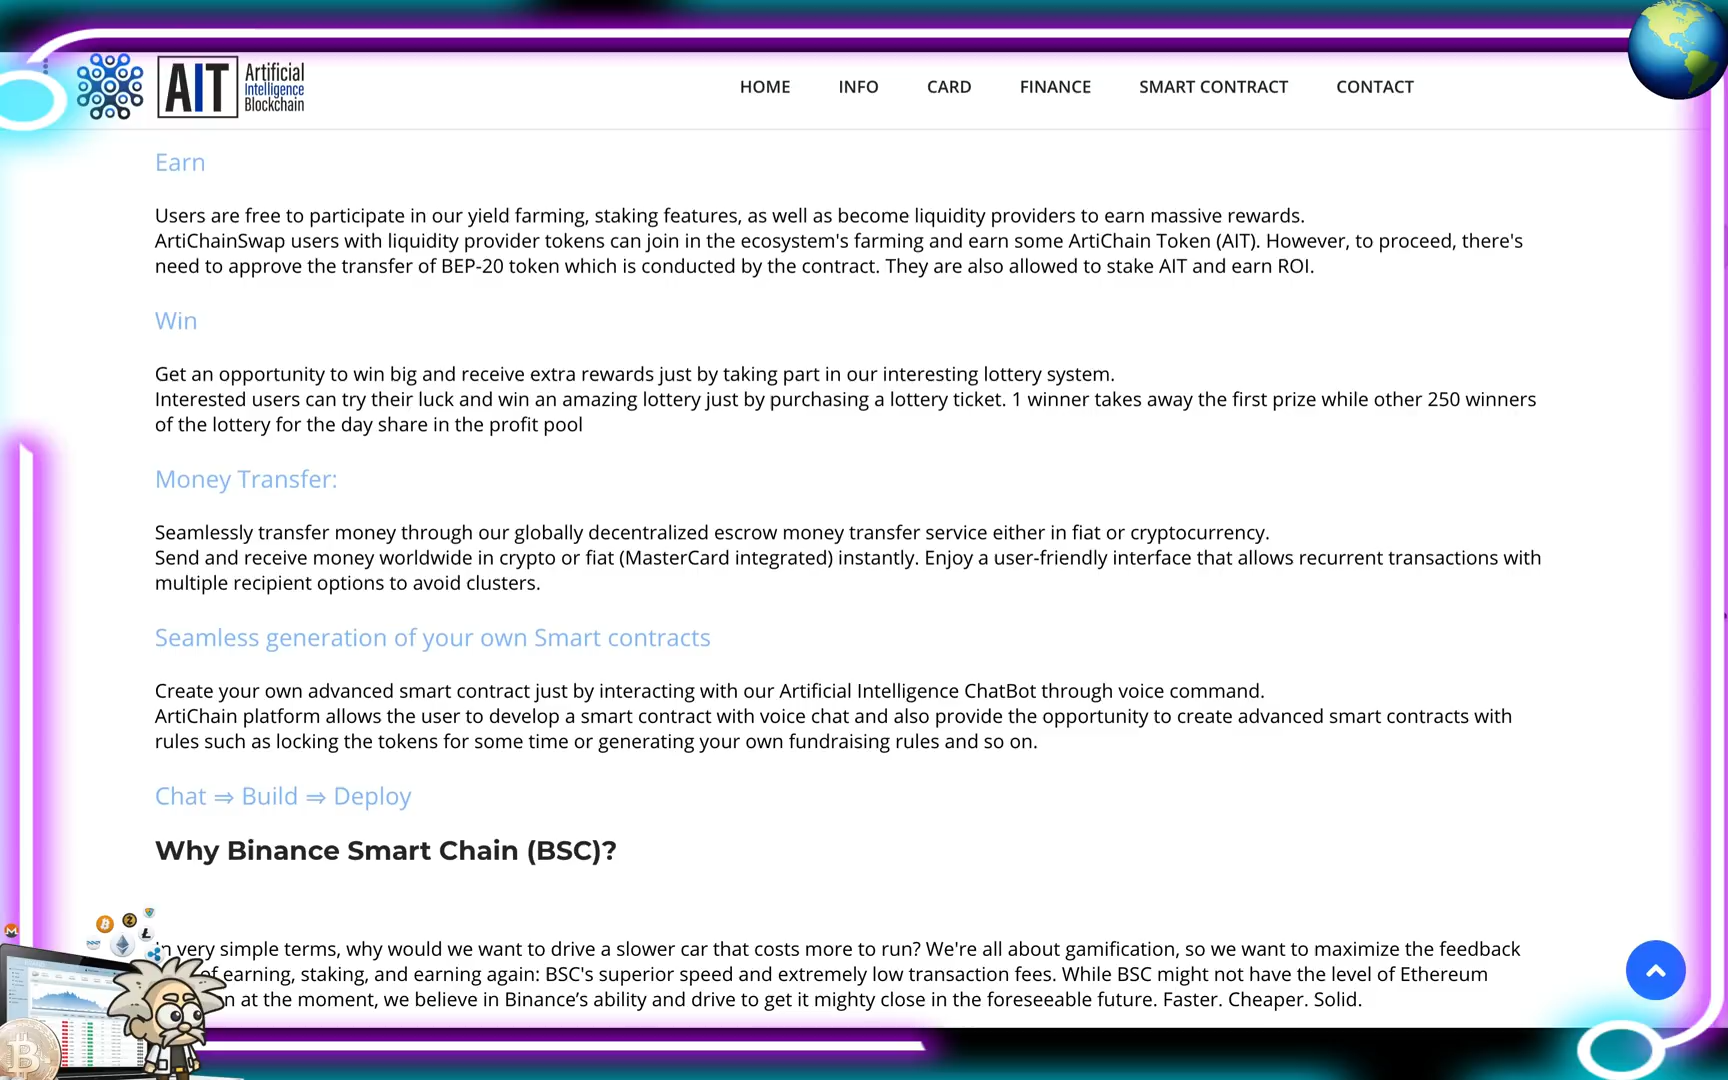 AIT Artificial Intelligence Blockchain
HOME INFO CARD FINANCE SMART CONTRACT CONTACT
Earn
Users are free to participate in our yield farming, staking features, as well as become liquidity providers to earn massive rewards.
ArtiChainSwap users with liquidity provider tokens can join in the ecosystem's farming and earn some ArtiChain Token (AIT). However, to proceed, there's
need to approve the transfer of BEP-20 token which is conducted by the contract. They are also allowed to stake AIT and earn ROI.
Win
Get an opportunity to win big and receive extra rewards just by taking part in our interesting lottery system.
Interested users can try their luck and win an amazing lottery just by purchasing a lottery ticket. 1 winner takes away the first prize while other 250 winners
of the lottery for the day share in the profit pool
Money Transfer:
Seamlessly transfer money through our globally decentralized escrow money transfer service either in fiat or cryptocurrency.
Send and receive money worldwide in crypto or fiat (MasterCard integrated) instantly. Enjoy a user-friendly interface that allows recurrent transactions with
multiple recipient options to avoid clusters.
Seamless generation of your own Smart contracts
Create your own advanced smart contract just by interacting with our Artificial Intelligence ChatBot through voice command.
ArtiChain platform allows the user to develop a smart contract with voice chat and also provide the opportunity to create advanced smart contracts with
rules such as locking the tokens for some time or generating your own fundraising rules and so on.
Chat ⇒ Build ⇒ Deploy
Why Binance Smart Chain (BSC)?
In very simple terms, why would we want to drive a slower car that costs more to run? We're all about gamification, so we want to maximize the feedback
of earning, staking, and earning again: BSC's superior speed and extremely low transaction fees. While BSC might not have the level of Ethereum
at the moment, we believe in Binance’s ability and drive to get it mighty close in the foreseeable future. Faster. Cheaper. Solid.